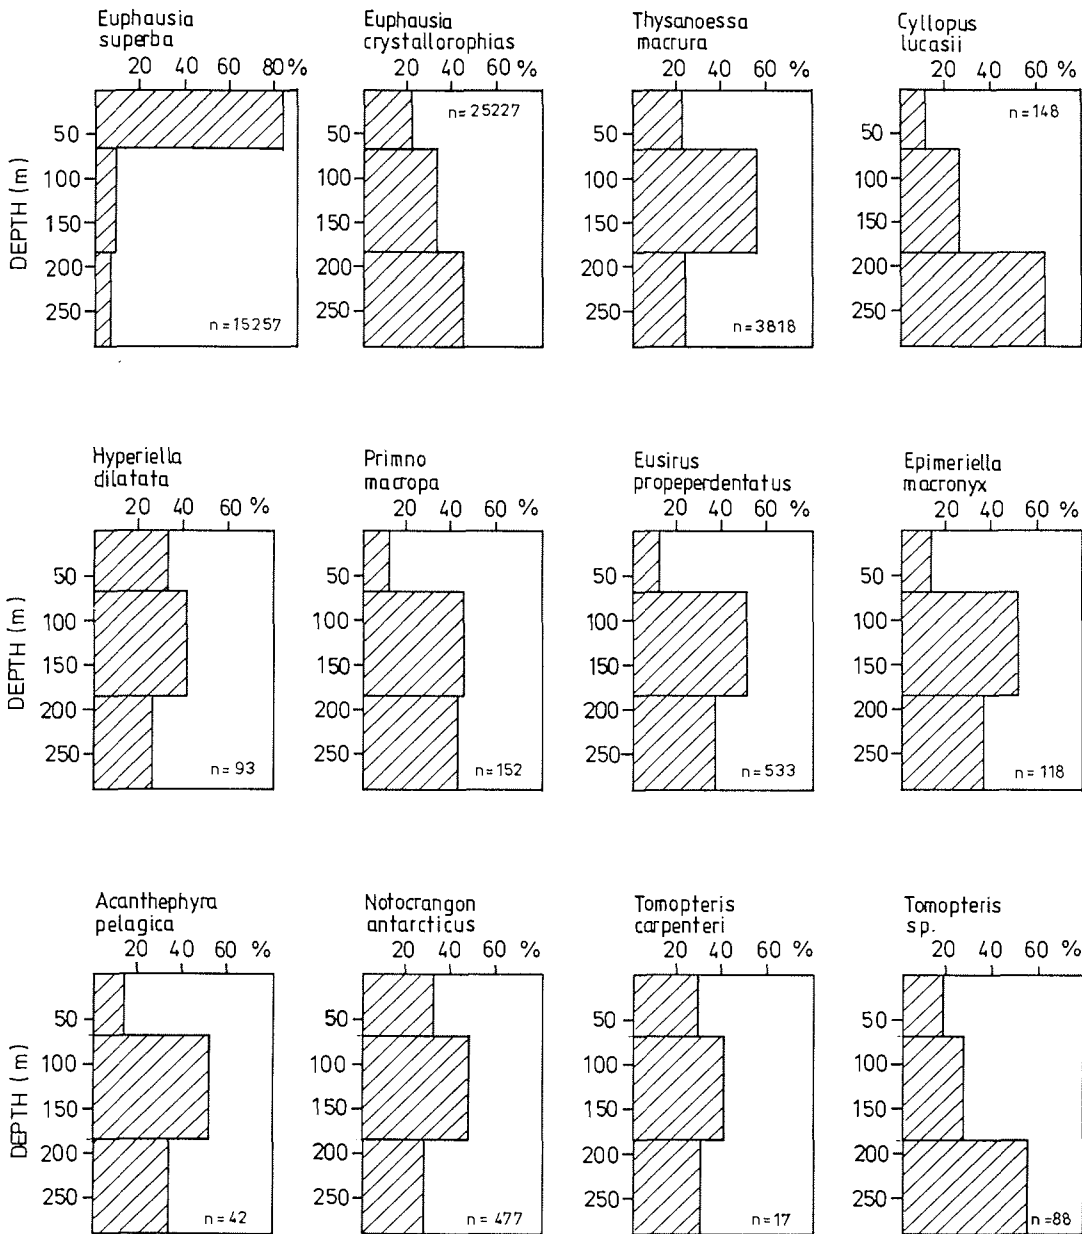 Euphausia
superba
20 40 60 80 %
50
100
150
200
250
DEPTH (m)
n = 15257
Euphausia
crystallorophias
20 40 60 %
50
100
150
200
250
n = 25227
Thysanoessa
macrura
20 40 60 %
50
100
150
200
250
n = 3818
Cyllopus
lucasii
20 40 60 %
50
100
150
200
250
n = 148
Hyperiella
dilatata
20 40 60 %
50
100
150
200
250
DEPTH (m)
n = 93
Primno
macropa
20 40 60 %
50
100
150
200
250
n = 152
Eusirus
propeperdentatus
20 40 60 %
50
100
150
200
250
n = 533
Epimeriella
macronyx
20 40 60 %
50
100
150
200
250
n = 118
Acanthephyra
pelagica
20 40 60 %
50
100
150
200
250
DEPTH (m)
n = 42
Notocrangon
antarcticus
20 40 60 %
50
100
150
200
250
n = 477
Tomopteris
carpenteri
20 40 60 %
50
100
150
200
250
n = 17
Tomopteris
sp.
20 40 60 %
50
100
150
200
250
n = 88